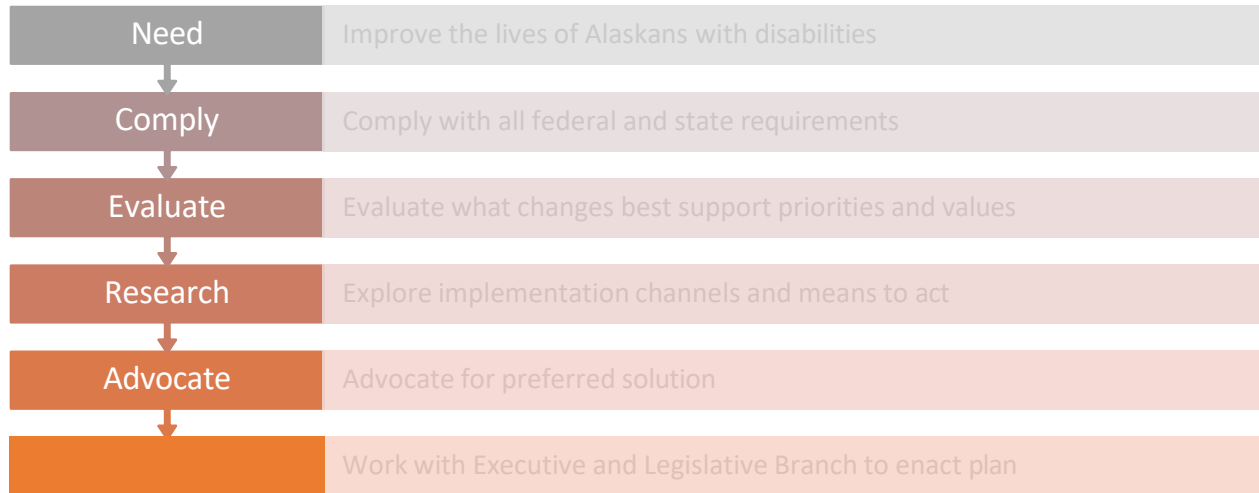 Need
Improve the lives of Alaskans with disabilities
Comply
Comply with all federal and state requirements
Evaluate
Evaluate what changes best support priorities and values
Research
Explore implementation channels and means to act
Advocate
Advocate for preferred solution
Work with Executive and Legislative Branch to enact plan